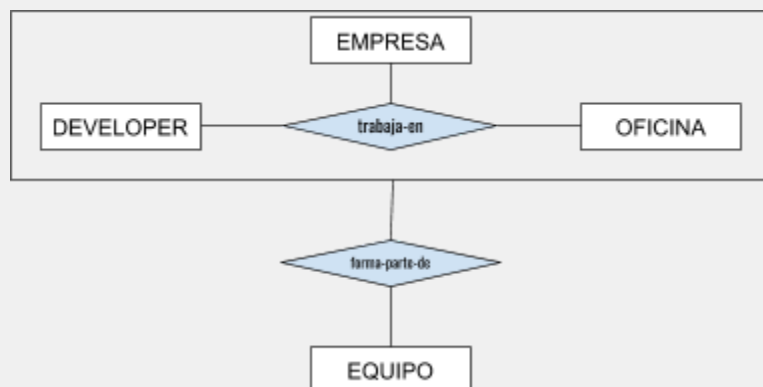 EMPRESA
DEVELOPER
trabaja-en
OFICINA
forma-parte-de
EQUIPO